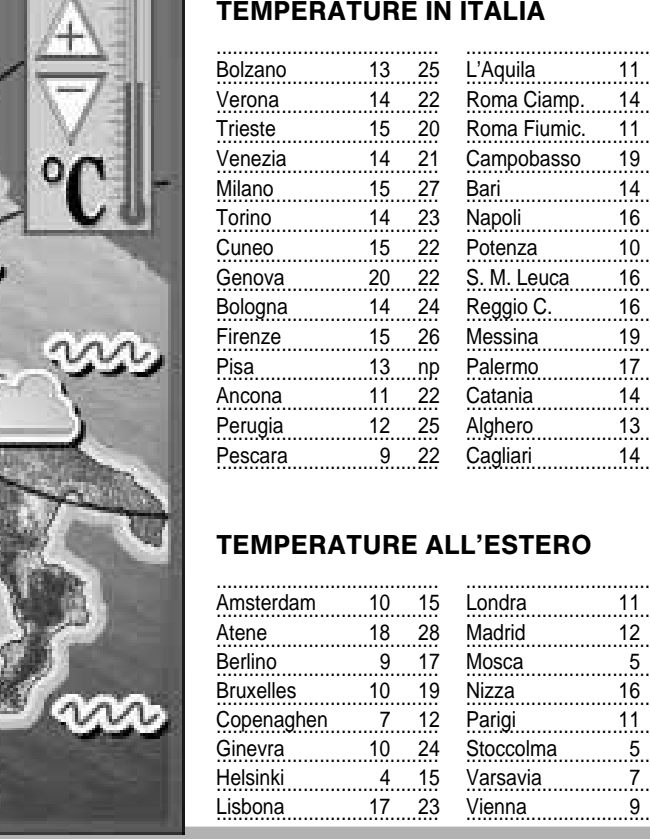 +
−
°C
TEMPERATURE IN ITALIA
Bolzano 13 25
Verona 14 22
Trieste 15 20
Venezia 14 21
Milano 15 27
Torino 14 23
Cuneo 15 22
Genova 20 22
Bologna 14 24
Firenze 15 26
Pisa 13 np
Ancona 11 22
Perugia 12 25
Pescara 9 22
L'Aquila 11
Roma Ciamp. 14
Roma Fiumic. 11
Campobasso 19
Bari 14
Napoli 16
Potenza 10
S. M. Leuca 16
Reggio C. 16
Messina 19
Palermo 17
Catania 14
Alghero 13
Cagliari 14
TEMPERATURE ALL'ESTERO
Amsterdam 10 15
Atene 18 28
Berlino 9 17
Bruxelles 10 19
Copenaghen 7 12
Ginevra 10 24
Helsinki 4 15
Lisbona 17 23
Londra 11
Madrid 12
Mosca 5
Nizza 16
Parigi 11
Stoccolma 5
Varsavia 7
Vienna 9